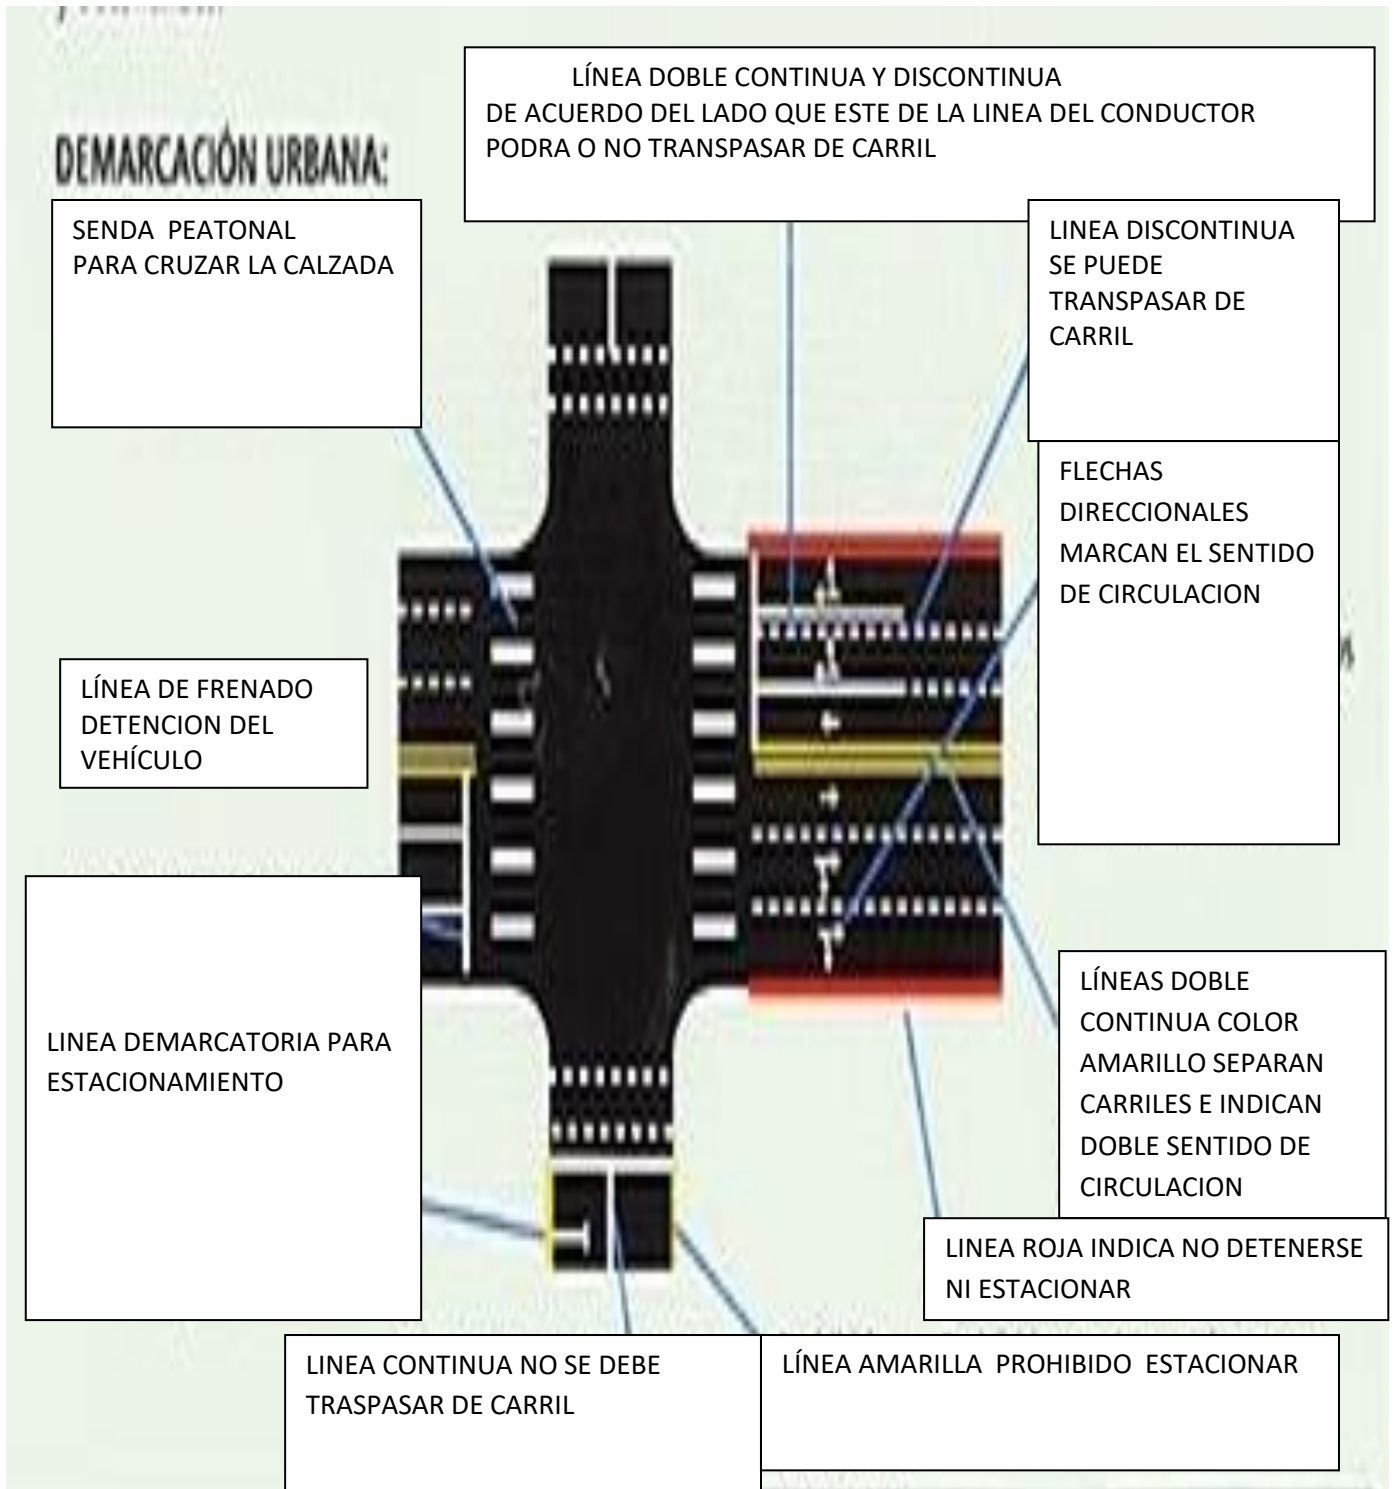 LÍNEA DOBLE CONTINUA Y DISCONTINUA
DE ACUERDO DEL LADO QUE ESTE DE LA LINEA DEL CONDUCTOR
PODRA O NO TRANSPASAR DE CARRIL
DEMARCACIÓN URBANA:
SENDA PEATONAL
PARA CRUZAR LA CALZADA
LINEA DISCONTINUA
SE PUEDE
TRANSPASAR DE
CARRIL
FLECHAS
DIRECCIONALES
MARCAN EL SENTIDO
DE CIRCULACION
LÍNEA DE FRENADO
DETENCION DEL
VEHÍCULO
LINEA DEMARCATORIA PARA
ESTACIONAMIENTO
LÍNEAS DOBLE
CONTINUA COLOR
AMARILLO SEPARAN
CARRILES E INDICAN
DOBLE SENTIDO DE
CIRCULACION
LINEA ROJA INDICA NO DETENERSE
NI ESTACIONAR
LINEA CONTINUA NO SE DEBE
TRASPASAR DE CARRIL
LÍNEA AMARILLA PROHIBIDO ESTACIONAR